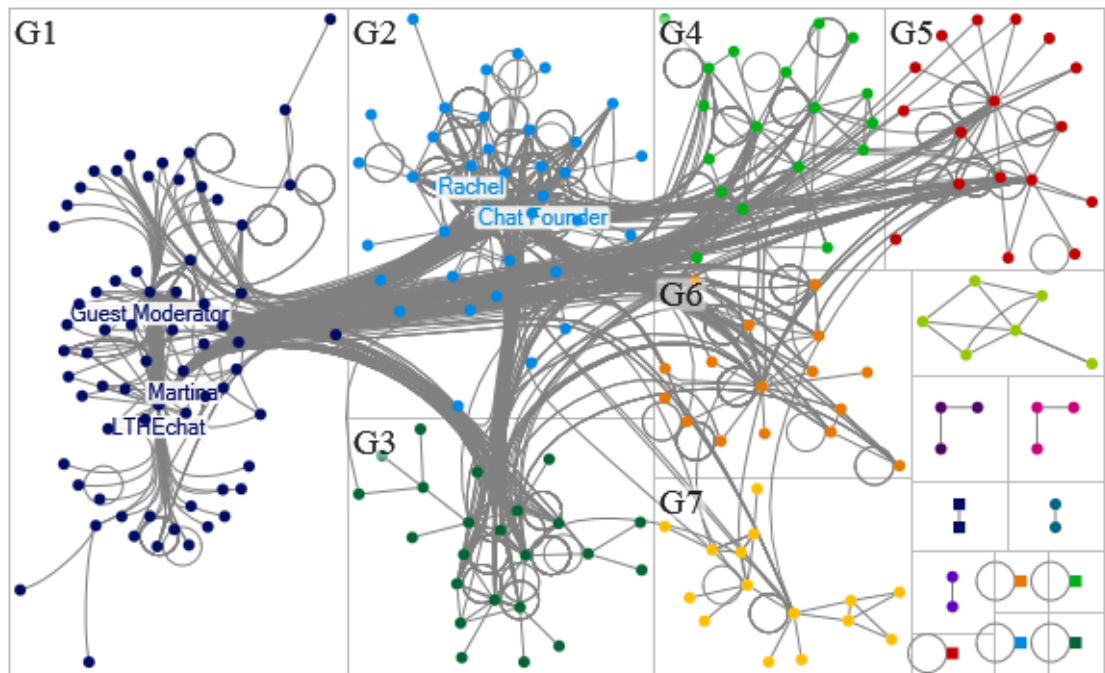 G1
G2
G4
G5
Rachel
Chat Founder
G6
Guest Moderator
Martina
LTHEchat
G3
G7